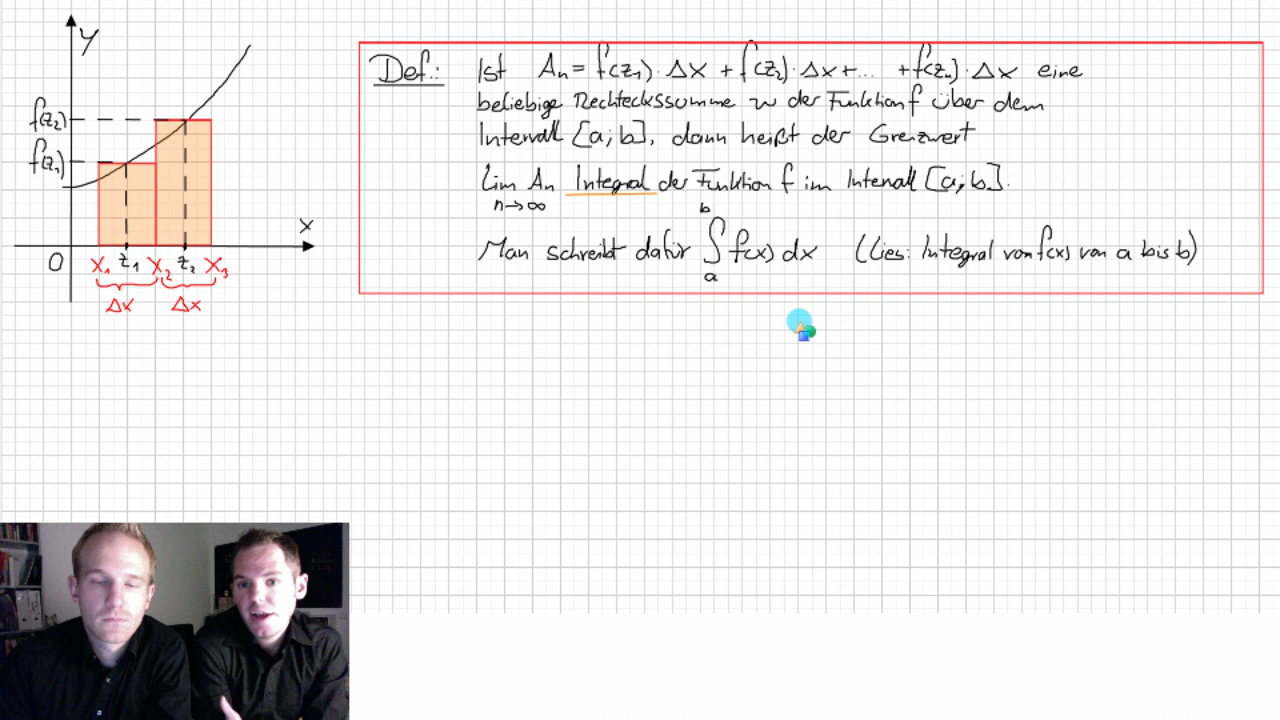 y
f(z₂)
f(z₁)
x
0 x₁ z₁ x₂ z₂ x₃
Δx Δx
Def.: Ist Aₙ = f(z₁)·Δx + f(z₂)·Δx + ... + f(zₙ)·Δx eine
beliebige Rechteckssumme zu der Funktion f über dem
Intervall [a; b], dann heißt der Grenzwert
lim Aₙ Integral der Funktion f im Intervall [a; b].
n→∞
b
Man schreibt dafür ∫ f(x) dx (Lies: Integral von f(x) von a bis b)
a